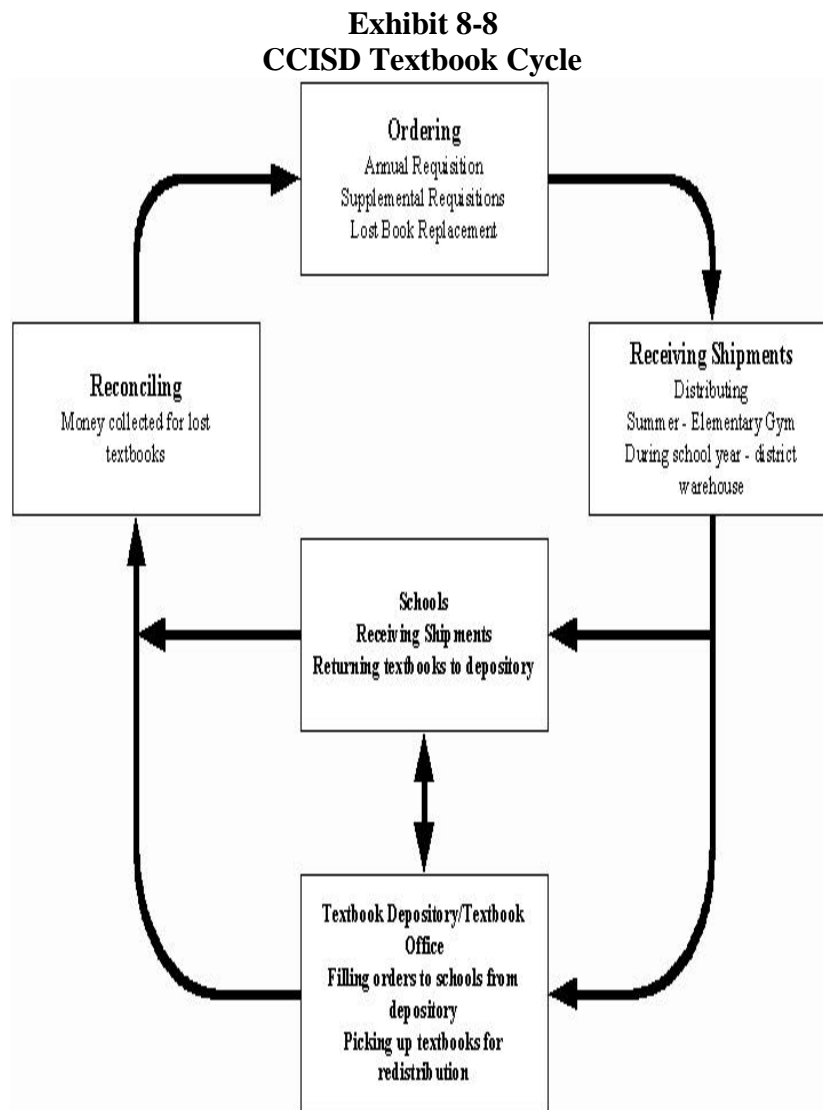 Exhibit 8-8
CCISD Textbook Cycle
Ordering
Annual Requisition
Supplemental Requisitions
Lost Book Replacement
Receiving Shipments
Distributing
Summer - Elementary Gym
During school year - district
warehouse
Reconciling
Money collected for lost
textbooks
Schools
Receiving Shipments
Returning textbooks to depository
Textbook Depository/Textbook
Office
Filling orders to schools from
depository
Picking up textbooks for
redistribution